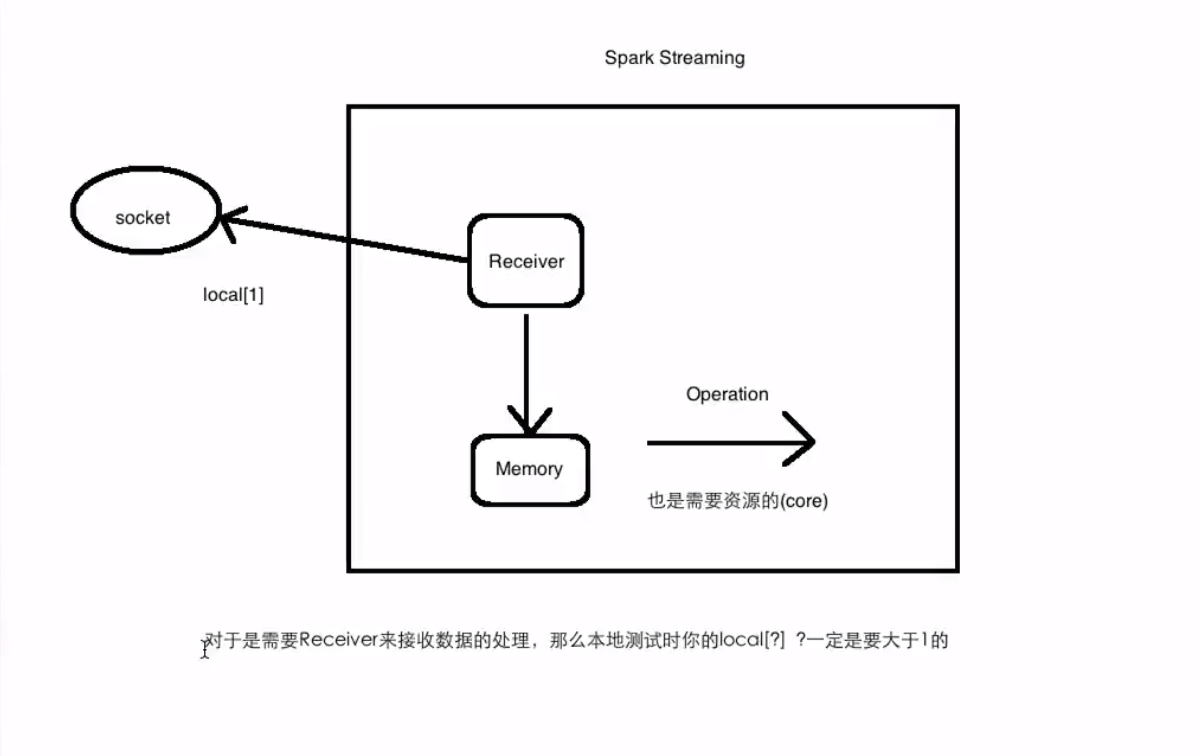 Spark Streaming
socket
Receiver
local[1]
Operation
Memory
也是需要资源的(core)
对于是需要Receiver来接收数据的处理，那么本地测试时你的local[?] ?一定是要大于1的